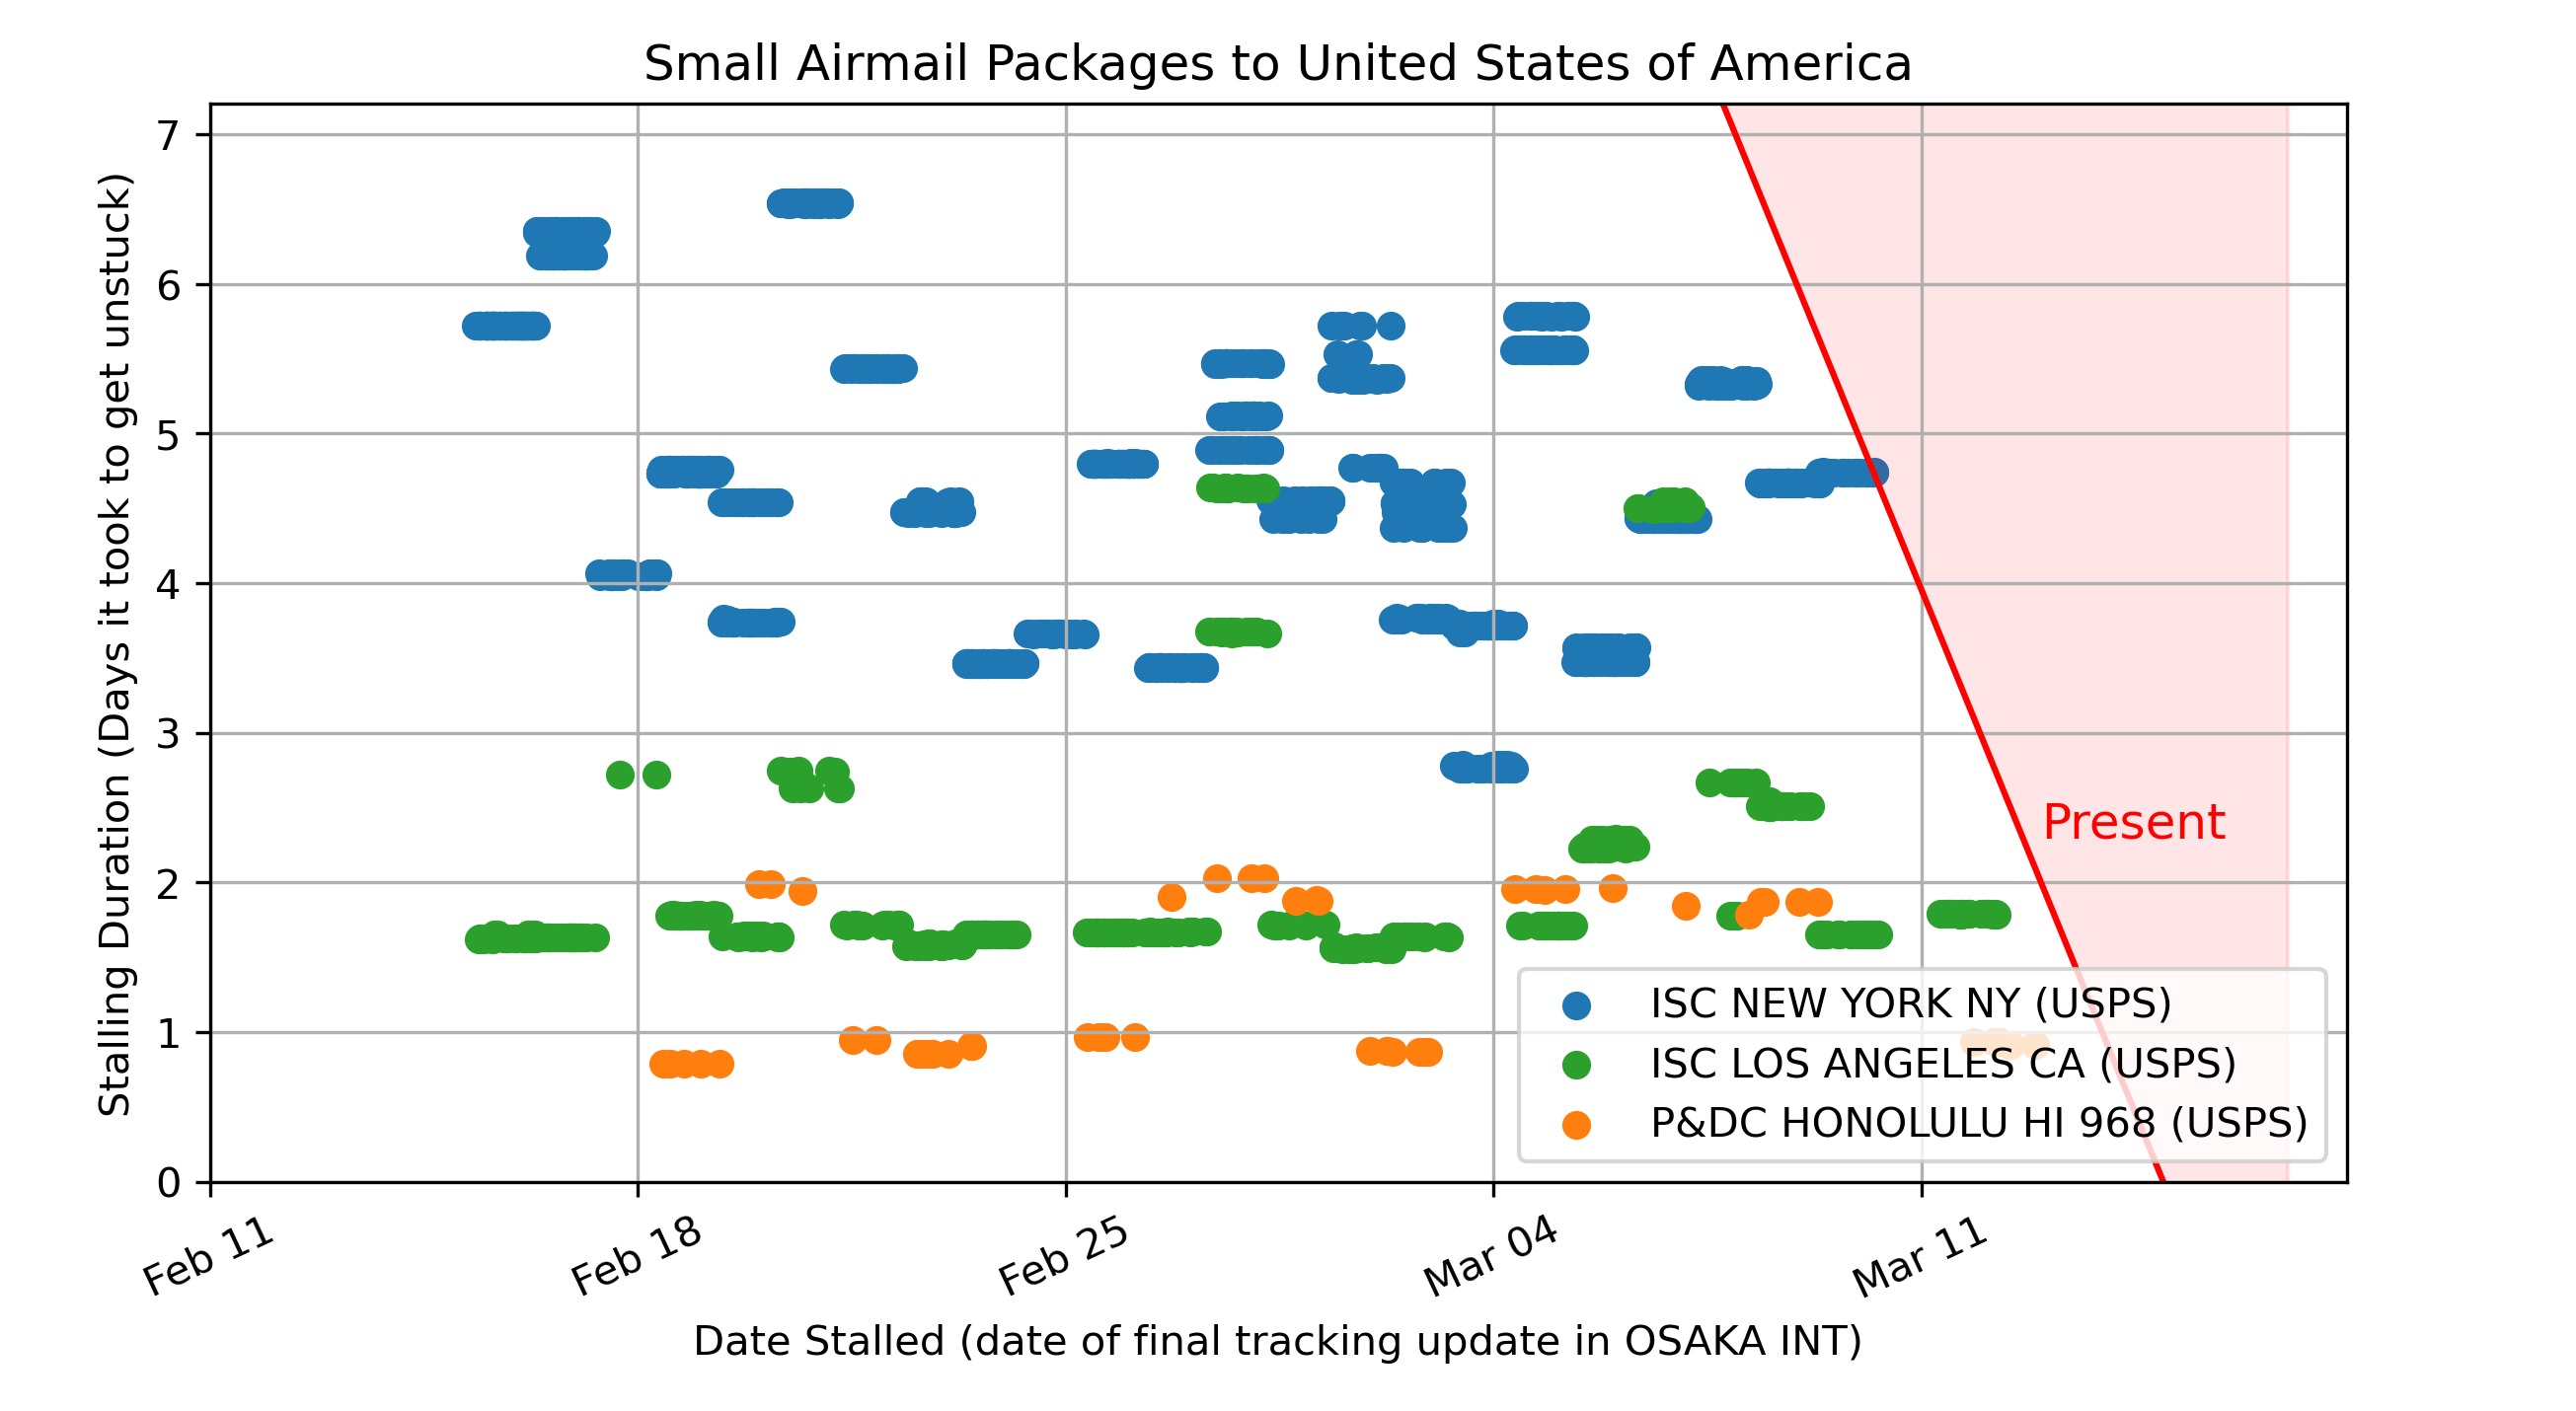 Small Airmail Packages to United States of America
Stalling Duration (Days it took to get unstuck)
7
6
5
4
3
2
1
0
Present
ISC NEW YORK NY (USPS)
ISC LOS ANGELES CA (USPS)
P&DC HONOLULU HI 968 (USPS)
Feb 11
Feb 18
Feb 25
Mar 04
Mar 11
Date Stalled (date of final tracking update in OSAKA INT)